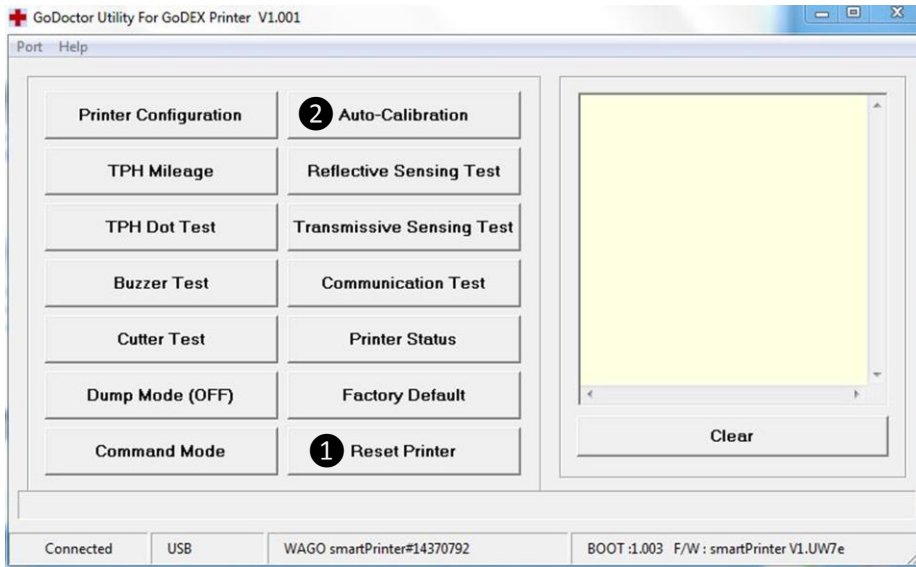 GoDoctor Utility For GoDEX Printer V1.001
Port Help
Printer Configuration
2 Auto-Calibration
TPH Mileage
Reflective Sensing Test
TPH Dot Test
Transmissive Sensing Test
Buzzer Test
Communication Test
Cutter Test
Printer Status
Dump Mode (OFF)
Factory Default
Command Mode
1 Reset Printer
Clear
Connected
USB
WAGO smartPrinter#14370792
BOOT :1.003 F/W : smartPrinter V1.UW7e